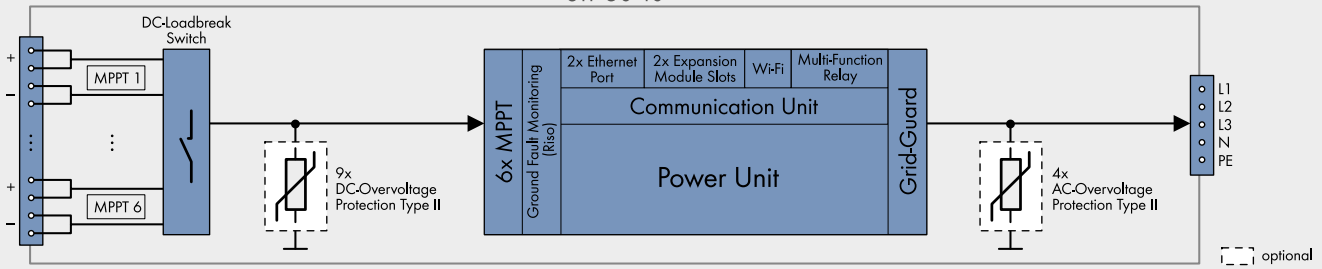 DC-Loadbreak
Switch
+
MPPT 1
−
+
MPPT 6
−
9x
DC-Overvoltage
Protection Type II
6x MPPT
Ground Fault Monitoring
(Riso)
2x Ethernet
Port
2x Expansion
Module Slots
Wi-Fi
Multi-Function
Relay
Communication Unit
Power Unit
Grid-Guard
4x
AC-Overvoltage
Protection Type II
L1
L2
L3
N
PE
optional